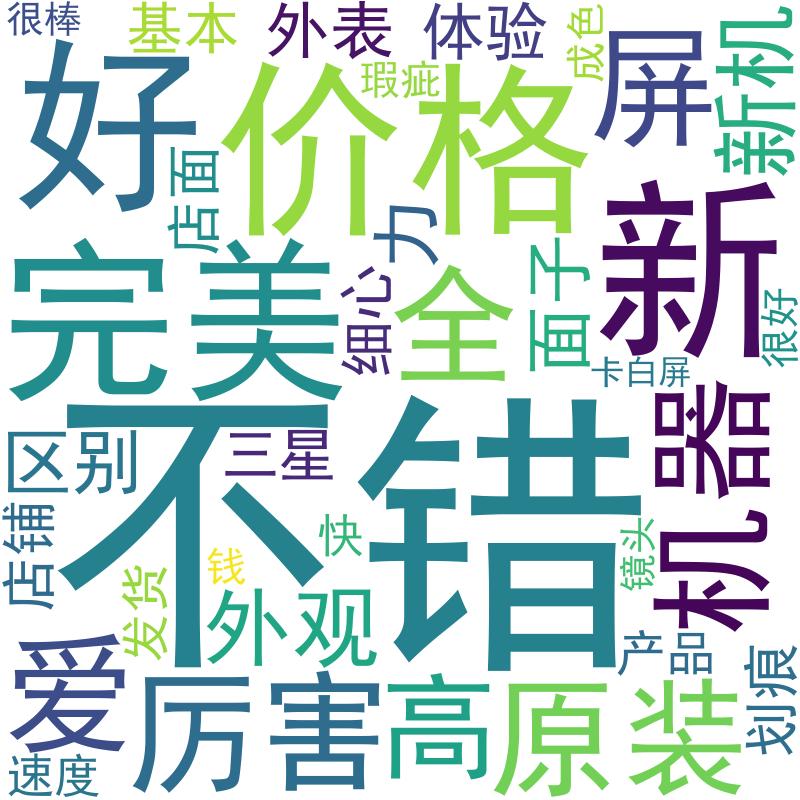 很棒
基本
外表
体验
成色
新机
好
价格
瑕疵
屏
店面
力
新
完美
细心
全
面子
很好
卡白屏
不错
机器
区别
三星
店铺
快
镜头
钱
发货
外观
产品
爱
厉害
高
原装
划痕
速度